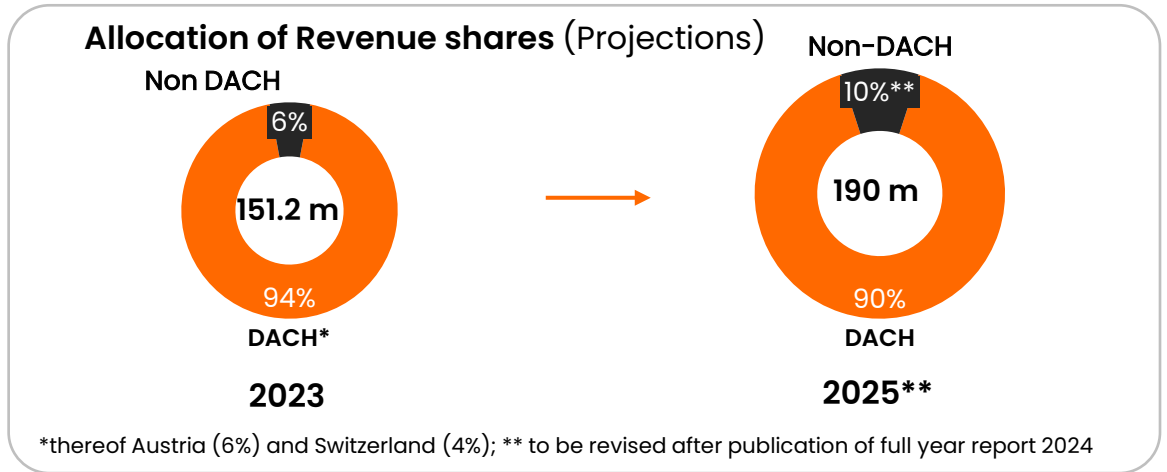 Allocation of Revenue shares (Projections)
Non DACH
6%
151.2 m
94%
DACH*
2023
Non-DACH
10%**
190 m
90%
DACH
2025**
*thereof Austria (6%) and Switzerland (4%); ** to be revised after publication of full year report 2024